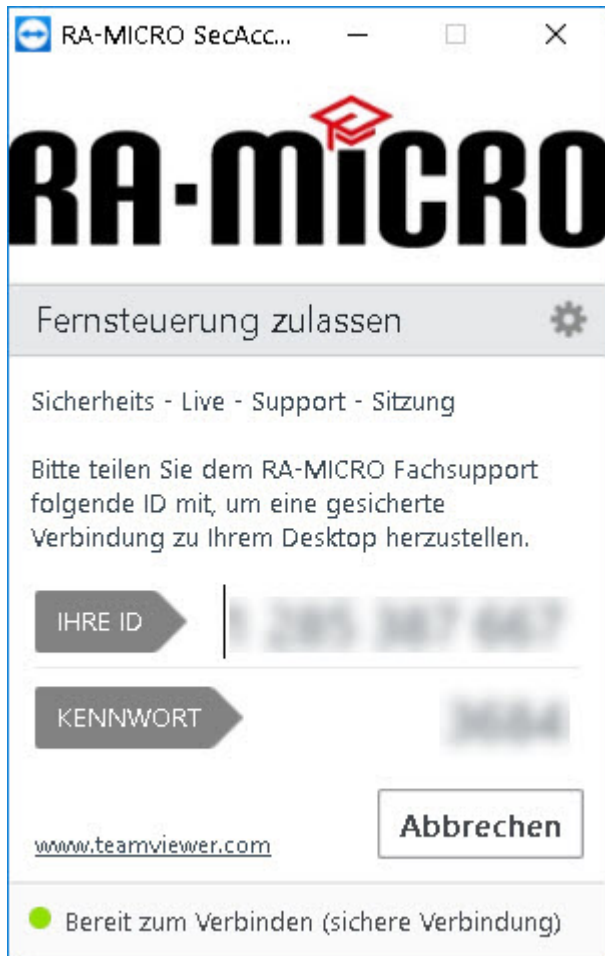 RA-MICRO SecAcc...
RA-MICRO
Fernsteuerung zulassen
Sicherheits - Live - Support - Sitzung
Bitte teilen Sie dem RA-MICRO Fachsupport
folgende ID mit, um eine gesicherte
Verbindung zu Ihrem Desktop herzustellen.
IHRE ID
KENNWORT
Abbrechen
www.teamviewer.com
Bereit zum Verbinden (sichere Verbindung)